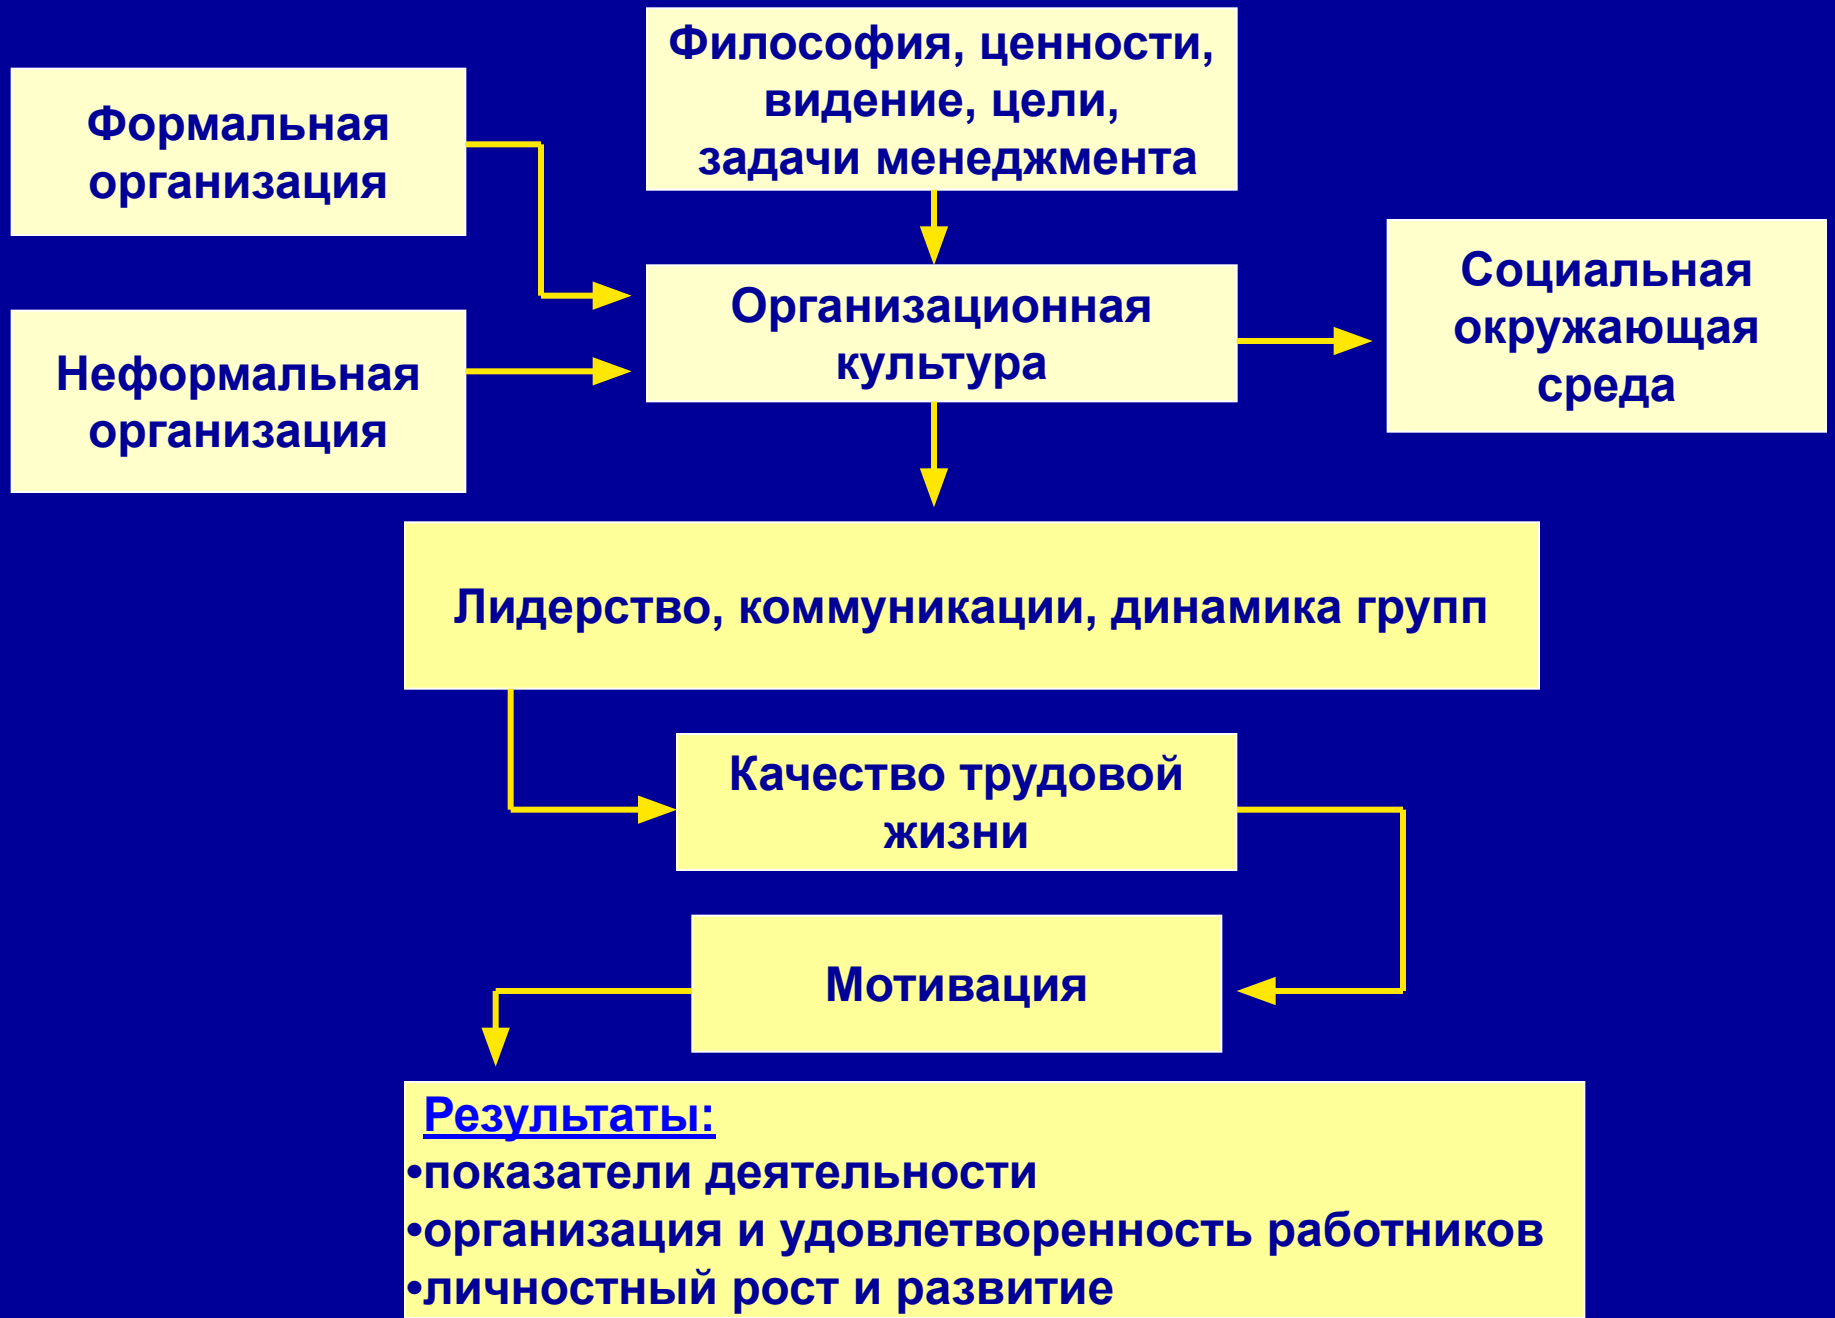 Философия, ценности,
видение, цели,
задачи менеджмента
Формальная
организация
Неформальная
организация
Организационная
культура
Социальная
окружающая
среда
Лидерство, коммуникации, динамика групп
Качество трудовой
жизни
Мотивация
Результаты:
•показатели деятельности
•организация и удовлетворенность работников
•личностный рост и развитие